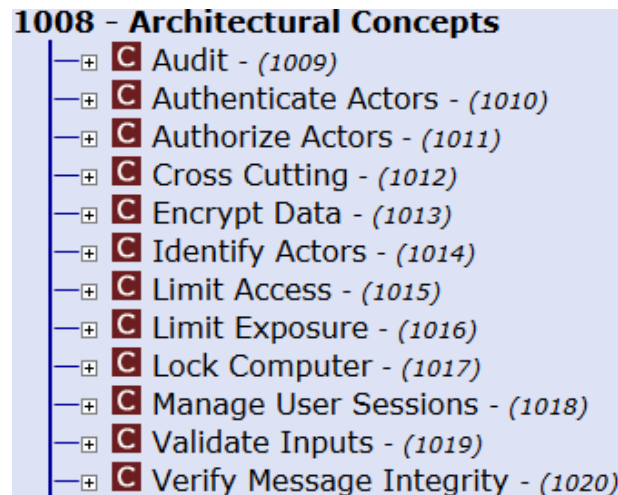 1008 - Architectural Concepts
C Audit - (1009)
C Authenticate Actors - (1010)
C Authorize Actors - (1011)
C Cross Cutting - (1012)
C Encrypt Data - (1013)
C Identify Actors - (1014)
C Limit Access - (1015)
C Limit Exposure - (1016)
C Lock Computer - (1017)
C Manage User Sessions - (1018)
C Validate Inputs - (1019)
C Verify Message Integrity - (1020)